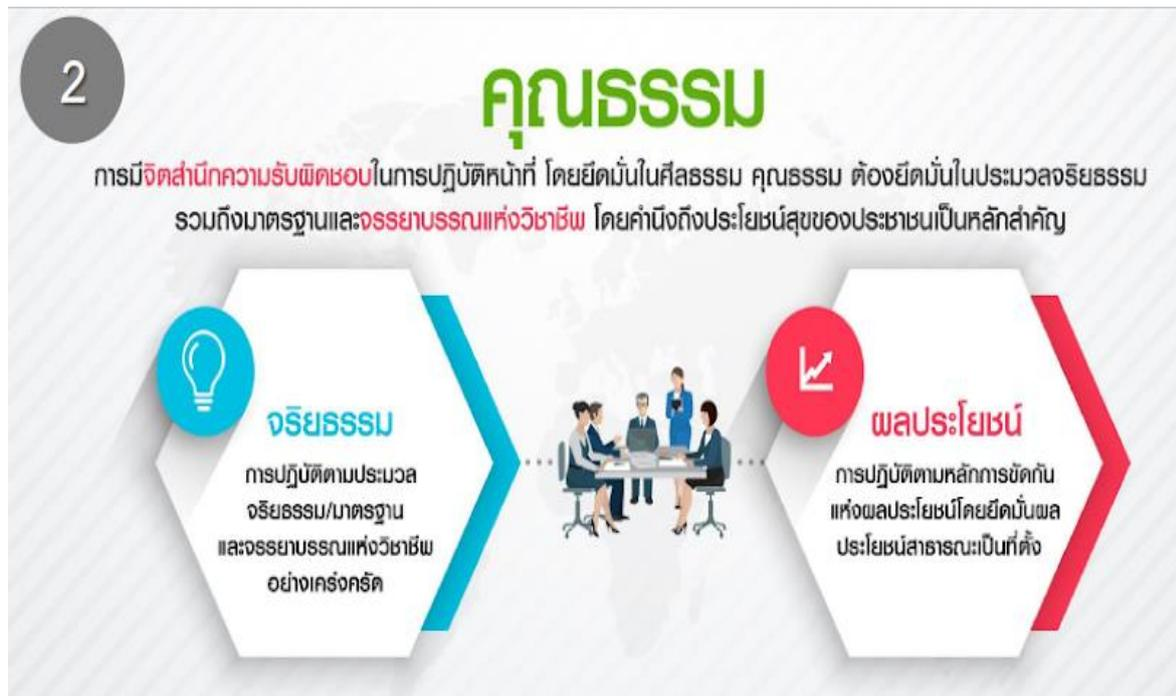 2
คุณธรรม
การมีจิตสำนึกความรับผิดชอบในการปฏิบัติหน้าที่ โดยยึดมั่นในศีลธรรม คุณธรรม ต้องยึดมั่นในประมวลจริยธรรม
รวมถึงมาตรฐานและจรรยาบรรณแห่งวิชาชีพ โดยคำนึงถึงประโยชน์สุขของประชาชนเป็นหลักสำคัญ
จริยธรรม
การปฏิบัติตามประมวล
จริยธรรม/มาตรฐาน
และจรรยาบรรณแห่งวิชาชีพ
อย่างเคร่งครัด
ผลประโยชน์
การปฏิบัติตามหลักการขัดกัน
แห่งผลประโยชน์โดยยึดมั่นผล
ประโยชน์สาธารณะเป็นที่ตั้ง